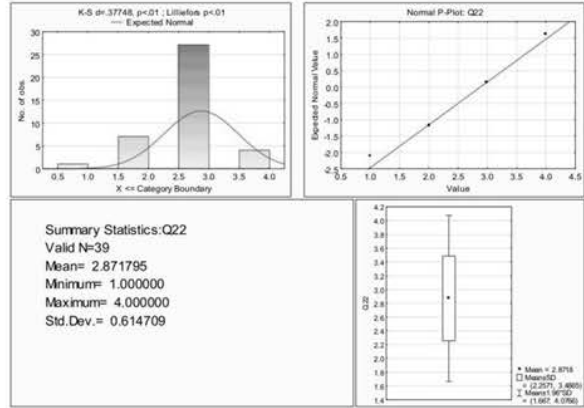 K-S d=.37748, p<.01 ; Lilliefors p<.01
Expected Normal
30
25
20
15
10
5
0
No. of obs.
0.5 1.0 1.5 2.0 2.5 3.0 3.5 4.0
X <= Category Boundary
Normal P-Plot: Q22
2.0
1.5
1.0
0.5
0.0
-0.5
-1.0
-1.5
-2.0
-2.5
Expected Normal Value
0.5 1.0 1.5 2.0 2.5 3.0 3.5 4.0 4.5
Value
Summary Statistics:Q22
Valid N=39
Mean= 2.871795
Minimum= 1.000000
Maximum= 4.000000
Std.Dev.= 0.614709
4.2
4.0
3.8
3.6
3.4
3.2
3.0
2.8
2.6
2.4
2.2
2.0
1.8
1.6
1.4
Q22
Mean = 2.8718
Mean±SD
= (2.2571, 3.4865)
Mean±1.96*SD
= (1.667, 4.0766)